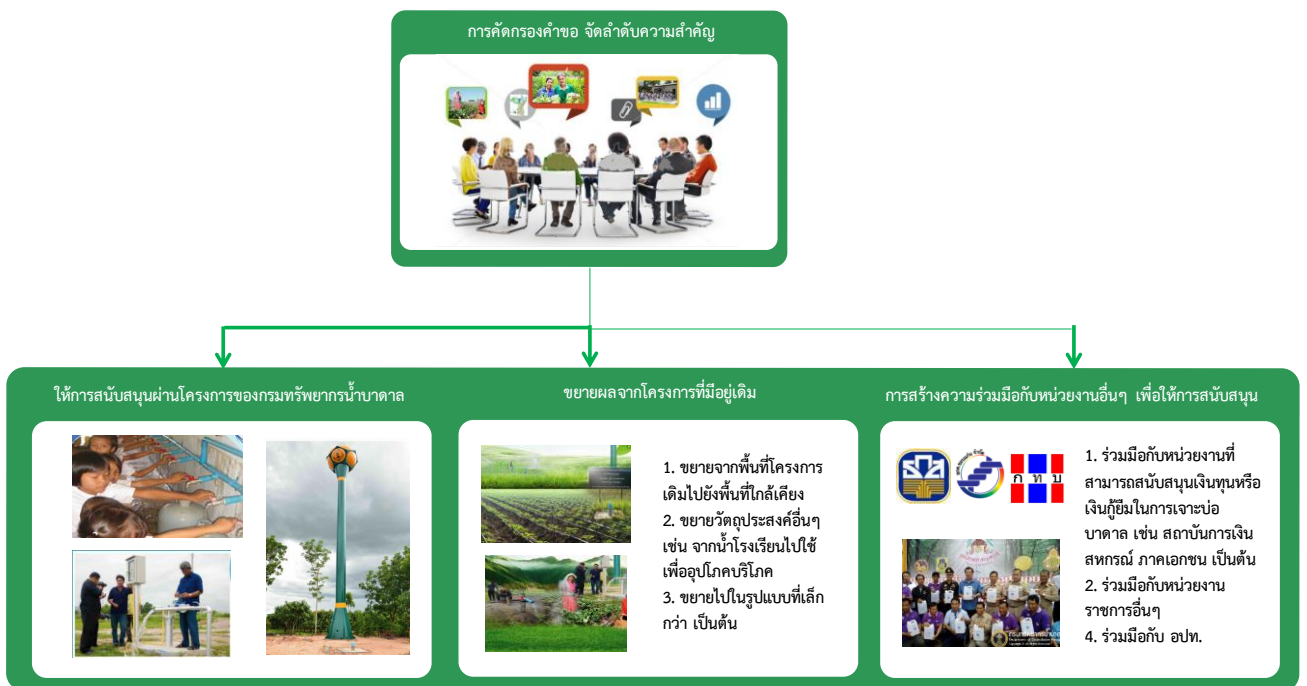 การคัดกรองคำขอ จัดลำดับความสำคัญ
ให้การสนับสนุนผ่านโครงการของกรมทรัพยากรน้ำบาดาล
ขยายผลจากโครงการที่มีอยู่เดิม
1. ขยายจากพื้นที่โครงการ
เดิมไปยังพื้นที่ใกล้เคียง
2. ขยายวัตถุประสงค์อื่นๆ
เช่น จากน้ำโรงเรียนไปใช้
เพื่ออุปโภคบริโภค
3. ขยายไปในรูปแบบที่เล็ก
กว่า เป็นต้น
การสร้างความร่วมมือกับหน่วยงานอื่นๆ เพื่อให้การสนับสนุน
ก ท บ
1. ร่วมมือกับหน่วยงานที่
สามารถสนับสนุนเงินทุนหรือ
เงินกู้ยืมในการเจาะบ่อ
บาดาล เช่น สถาบันการเงิน
สหกรณ์ ภาคเอกชน เป็นต้น
2. ร่วมมือกับหน่วยงาน
ราชการอื่นๆ
4. ร่วมมือกับ อปท.